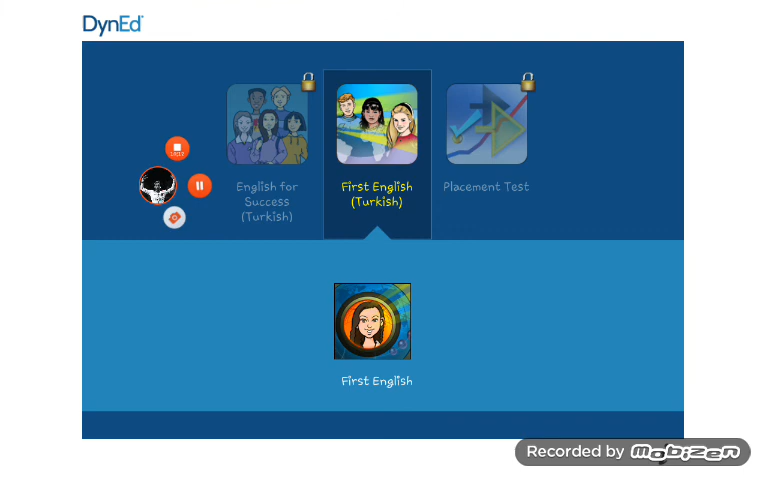 DynEd
English for
Success
(Turkish)
First English
(Turkish)
Placement Test
First English
Recorded by mobizen